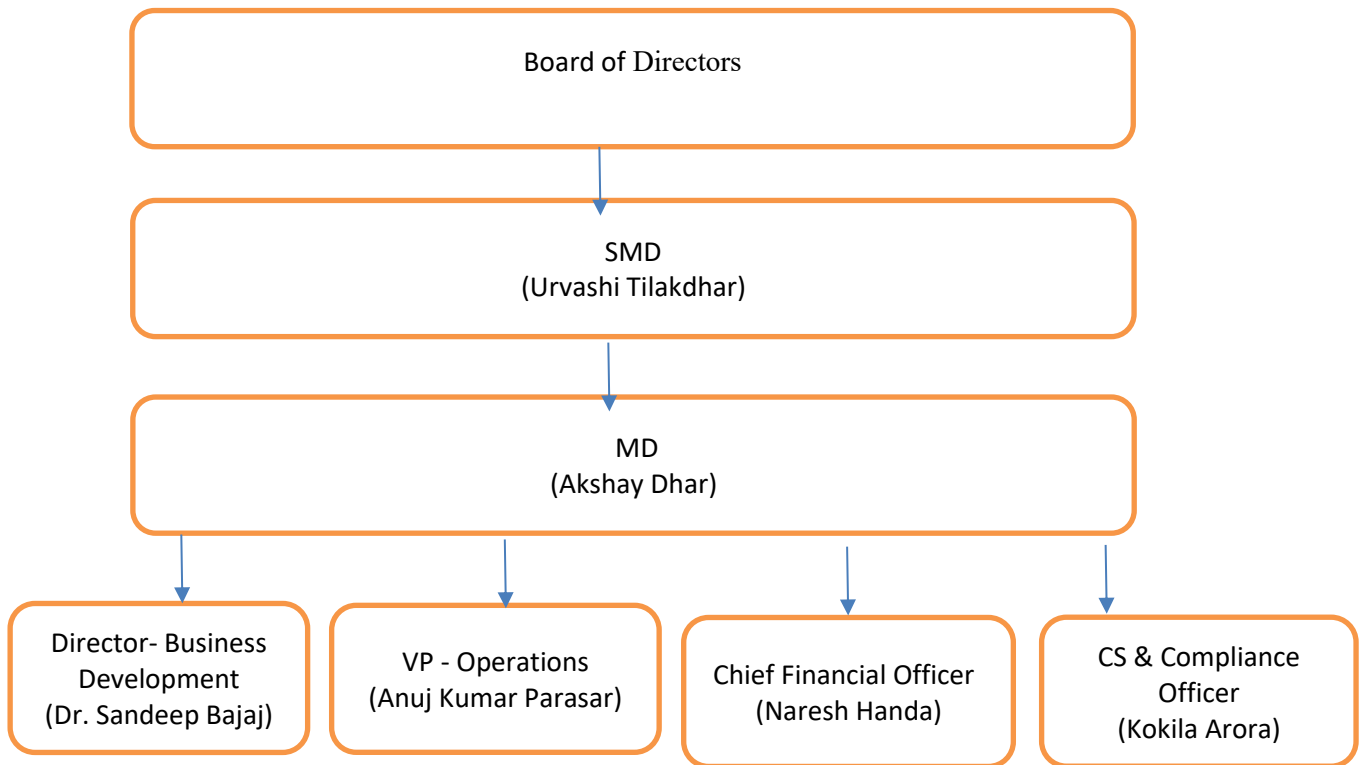 Board of Directors
SMD
(Urvashi Tilakdhar)
MD
(Akshay Dhar)
Director- Business
Development
(Dr. Sandeep Bajaj)
VP - Operations
(Anuj Kumar Parasar)
Chief Financial Officer
(Naresh Handa)
CS & Compliance
Officer
(Kokila Arora)